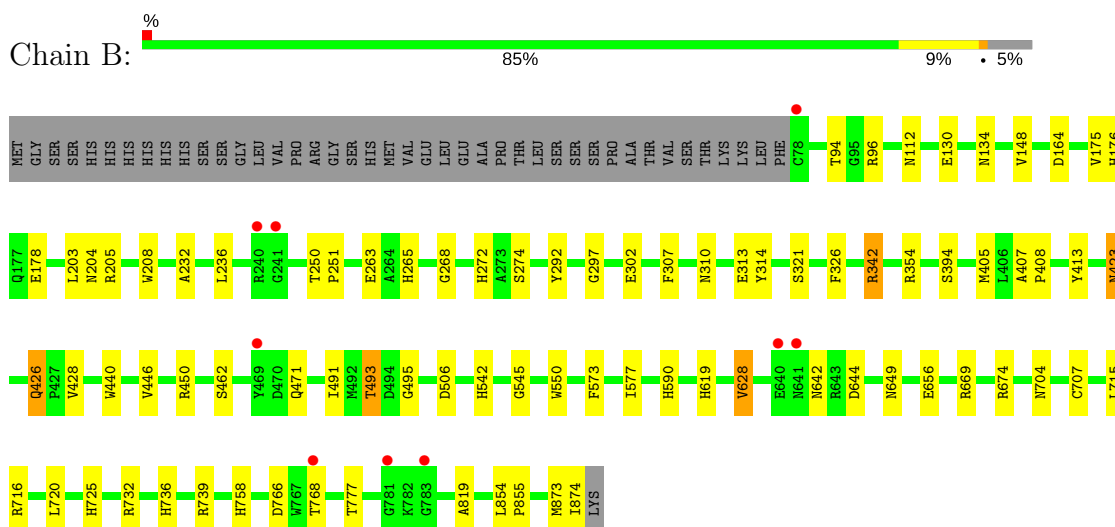 %
Chain B:
85% 9% • 5%
MET GLY SER SER HIS HIS HIS HIS HIS HIS SER SER GLY LEU VAL PRO ARG GLY SER HIS MET VAL GLU LEU GLU ALA PRO THR LEU SER SER SER PRO ALA THR VAL SER THR LYS LYS LEU PHE C78 T94 G95 R96 N112 E130 N134 V148 D164 V175 H176
Q177 E178 L203 N204 R205 W208 A232 L236 R240 G241 T250 P251 E263 A264 H265 G268 H272 A273 S274 Y292 G297 E302 F307 N310 E313 Y314 S321 F326 R342 R354 S394 M405 L406 A407 P408 Y413
Q426 P427 V428 W440 V446 R450 S462 Y469 D470 Q471 I491 M492 T493 D494 G495 D506 H542 G545 W550 F573 I577 H590 H619 V628 E640 N641 N642 R643 D644 N649 E656 R669 R674 N704 C707 L715
R716 L720 H725 R732 H736 R739 H758 D766 W767 T768 T777 G781 K782 G783 A819 L854 P855 M873 I874 LYS